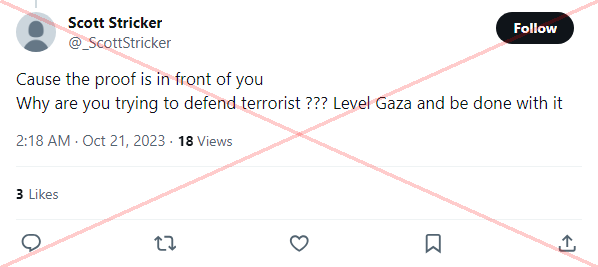 Scott Stricker
@_ScottStricker
Follow
Cause the proof is in front of you
Why are you trying to defend terrorist ??? Level Gaza and be done with it
2:18 AM · Oct 21, 2023 · 18 Views
3 Likes